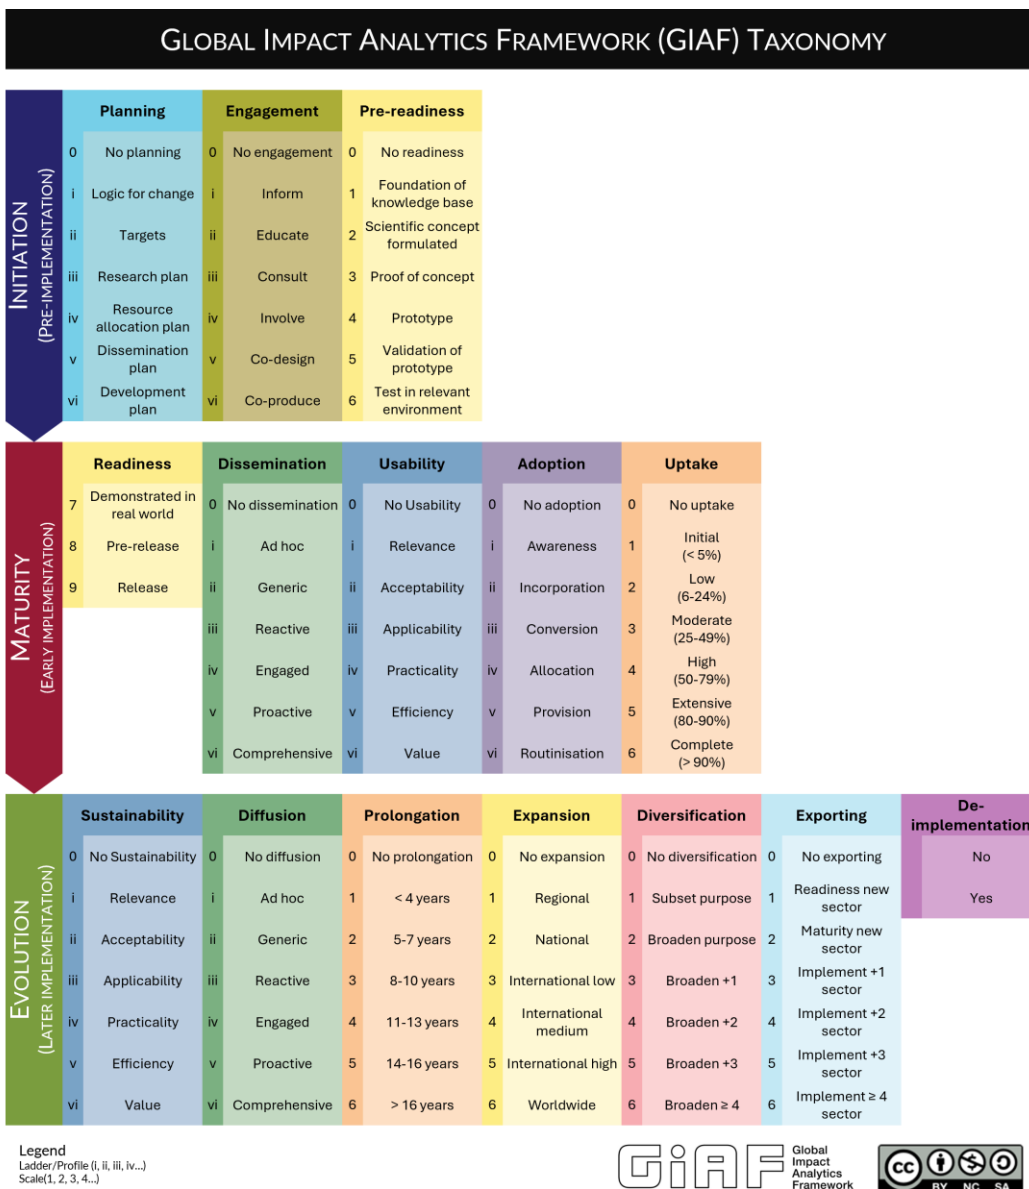 GLOBAL IMPACT ANALYTICS FRAMEWORK (GIAF) TAXONOMY
INITIATION
(PRE-IMPLEMENTATION)
Planning Engagement Pre-readiness
0 No planning 0 No engagement 0 No readiness
i Logic for change i Inform 1 Foundation of knowledge base
ii Targets ii Educate 2 Scientific concept formulated
iii Research plan iii Consult 3 Proof of concept
iv Resource allocation plan iv Involve 4 Prototype
v Dissemination plan v Co-design 5 Validation of prototype
vi Development plan vi Co-produce 6 Test in relevant environment
MATURITY
(EARLY IMPLEMENTATION)
Readiness Dissemination Usability Adoption Uptake
7 Demonstrated in real world 0 No dissemination 0 No Usability 0 No adoption 0 No uptake
8 Pre-release i Ad hoc i Relevance i Awareness 1 Initial (< 5%)
9 Release ii Generic ii Acceptability ii Incorporation 2 Low (6-24%)
iii Reactive iii Applicability iii Conversion 3 Moderate (25-49%)
iv Engaged iv Practicality iv Allocation 4 High (50-79%)
v Proactive v Efficiency v Provision 5 Extensive (80-90%)
vi Comprehensive vi Value vi Routinisation 6 Complete (> 90%)
EVOLUTION
(LATER IMPLEMENTATION)
Sustainability Diffusion Prolongation Expansion Diversification Exporting De-implementation
0 No Sustainability 0 No diffusion 0 No prolongation 0 No expansion 0 No diversification 0 No exporting No
i Relevance i Ad hoc 1 < 4 years 1 Regional 1 Subset purpose 1 Readiness new sector Yes
ii Acceptability ii Generic 2 5-7 years 2 National 2 Broaden purpose 2 Maturity new sector
iii Applicability iii Reactive 3 8-10 years 3 International low 3 Broaden +1 3 Implement +1 sector
iv Practicality iv Engaged 4 11-13 years 4 International medium 4 Broaden +2 4 Implement +2 sector
v Efficiency v Proactive 5 14-16 years 5 International high 5 Broaden +3 5 Implement +3 sector
vi Value vi Comprehensive 6 > 16 years 6 Worldwide 6 Broaden ≥ 4 6 Implement ≥ 4 sector
Legend
Ladder/Profile (i, ii, iii, iv...)
Scale(1, 2, 3, 4...)
GiAF Global Impact Analytics Framework
cc BY NC SA